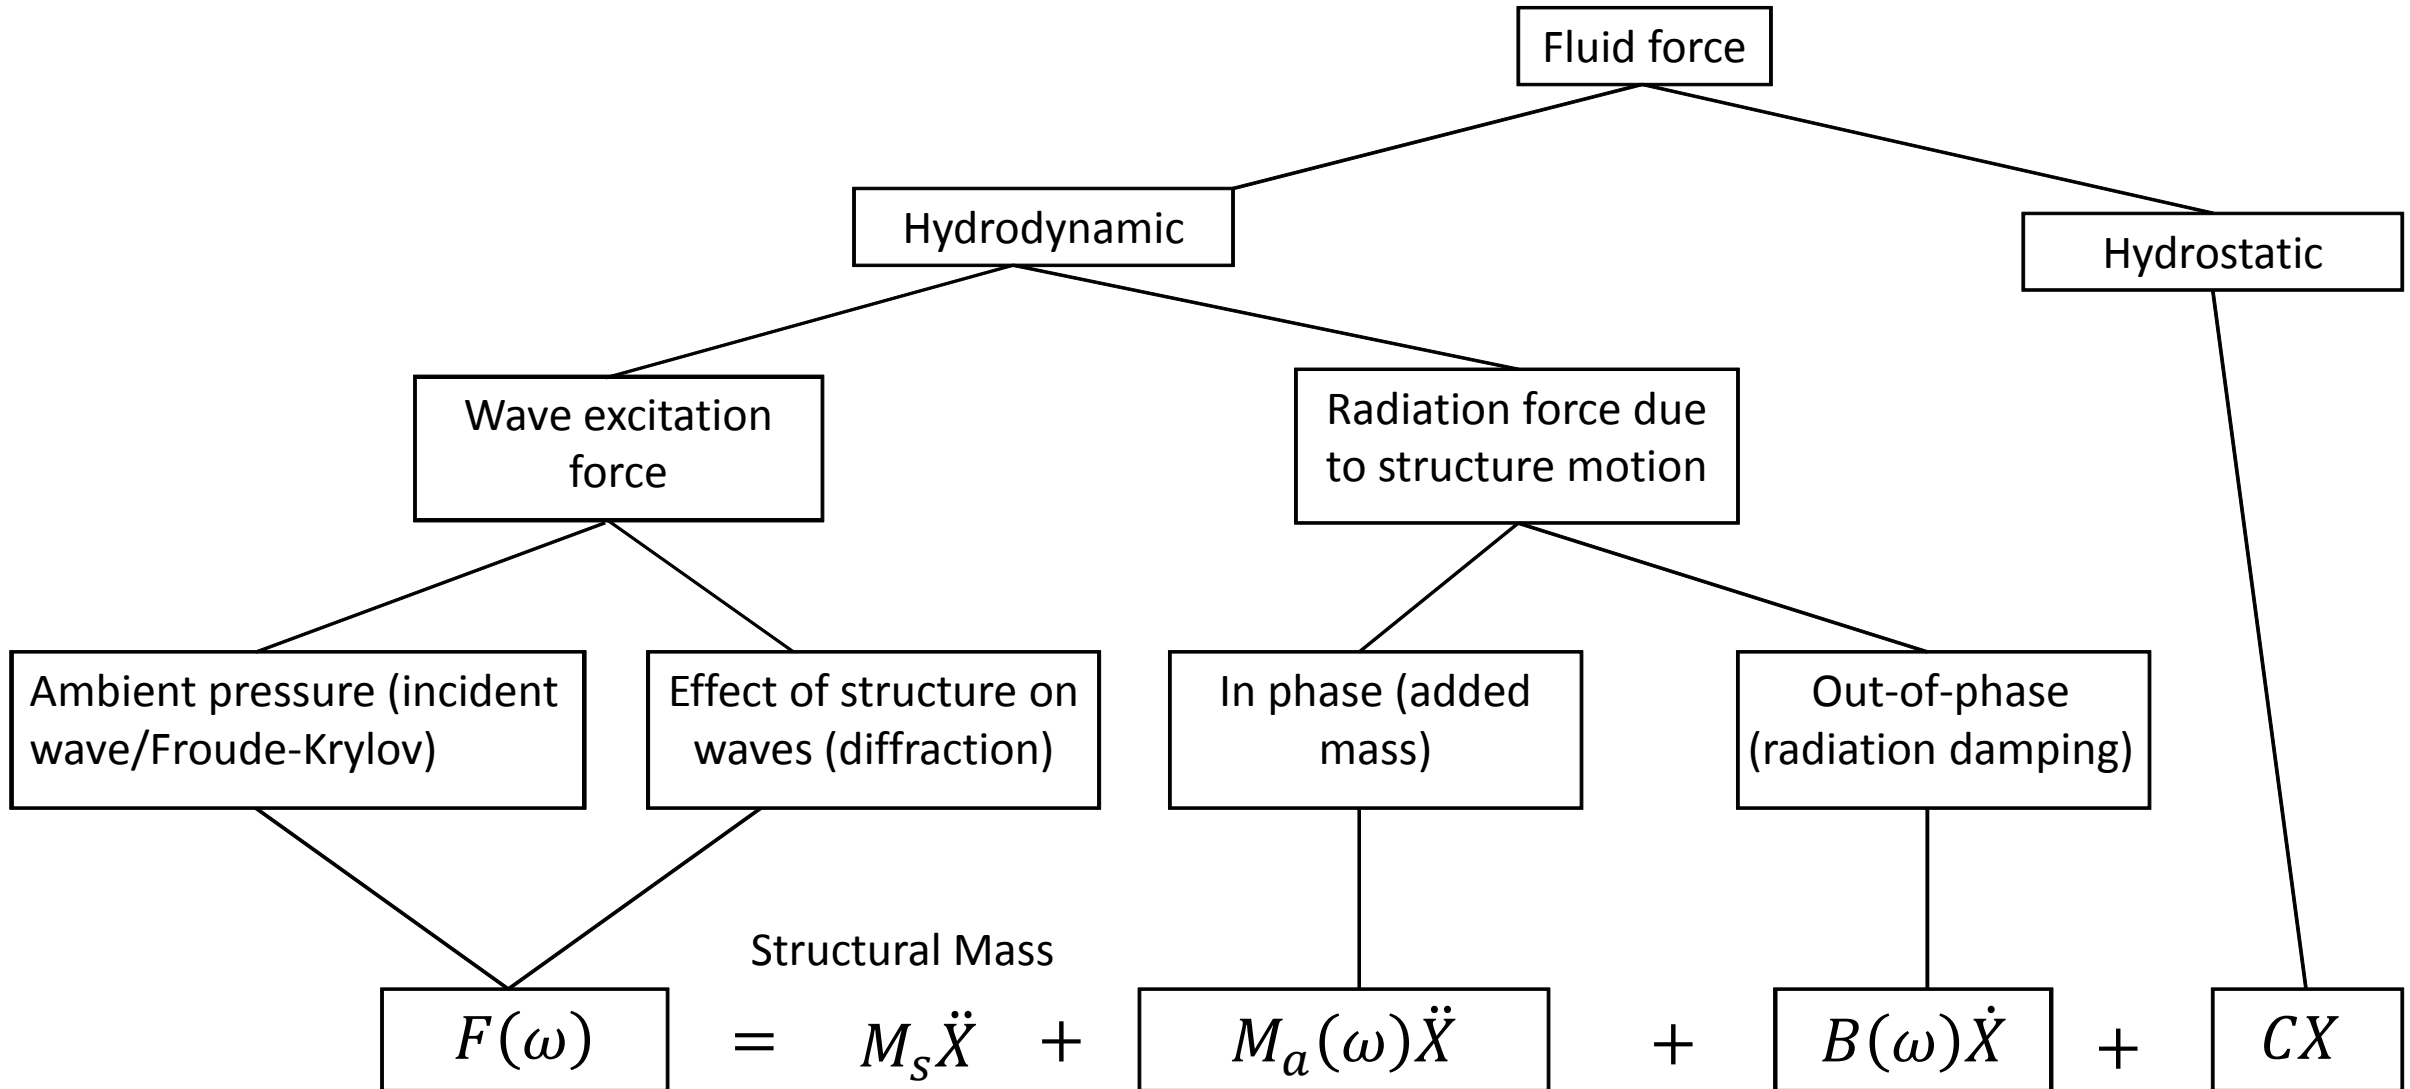 Fluid force
Hydrodynamic
Hydrostatic
Wave excitation
force
Radiation force due
to structure motion
Ambient pressure (incident
wave/Froude-Krylov)
Effect of structure on
waves (diffraction)
In phase (added
mass)
Out-of-phase
(radiation damping)
Structural Mass
F(ω) = M_sẌ + M_a(ω)Ẍ + B(ω)Ẋ + CX